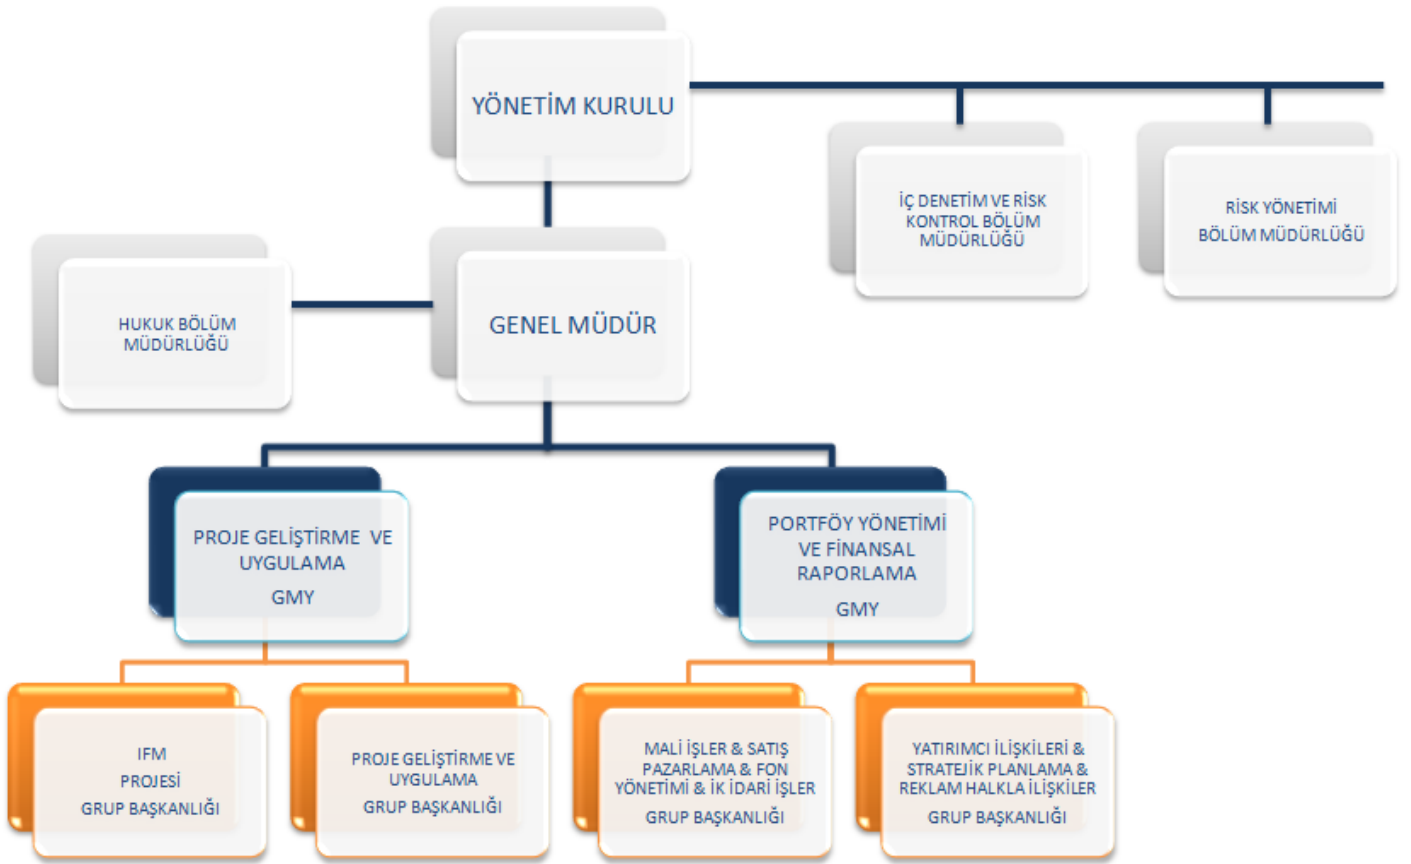 YÖNETİM KURULU
İÇ DENETİM VE RİSK
KONTROL BÖLÜM
MÜDÜRLÜĞÜ
RİSK YÖNETİMİ
BÖLÜM MÜDÜRLÜĞÜ
HUKUK BÖLÜM
MÜDÜRLÜĞÜ
GENEL MÜDÜR
PROJE GELİŞTİRME VE
UYGULAMA
GMY
PORTFÖY YÖNETİMİ
VE FİNANSAL
RAPORLAMA
GMY
IFM
PROJESİ
GRUP BAŞKANLIĞI
PROJE GELİŞTİRME VE
UYGULAMA
GRUP BAŞKANLIĞI
MALİ İŞLER & SATIŞ
PAZARLAMA & FON
YÖNETİMİ & İK İDARİ İŞLER
GRUP BAŞKANLIĞI
YATIRIMCI İLİŞKİLERİ &
STRATEJİK PLANLAMA &
REKLAM HALKLA İLİŞKİLER
GRUP BAŞKANLIĞI